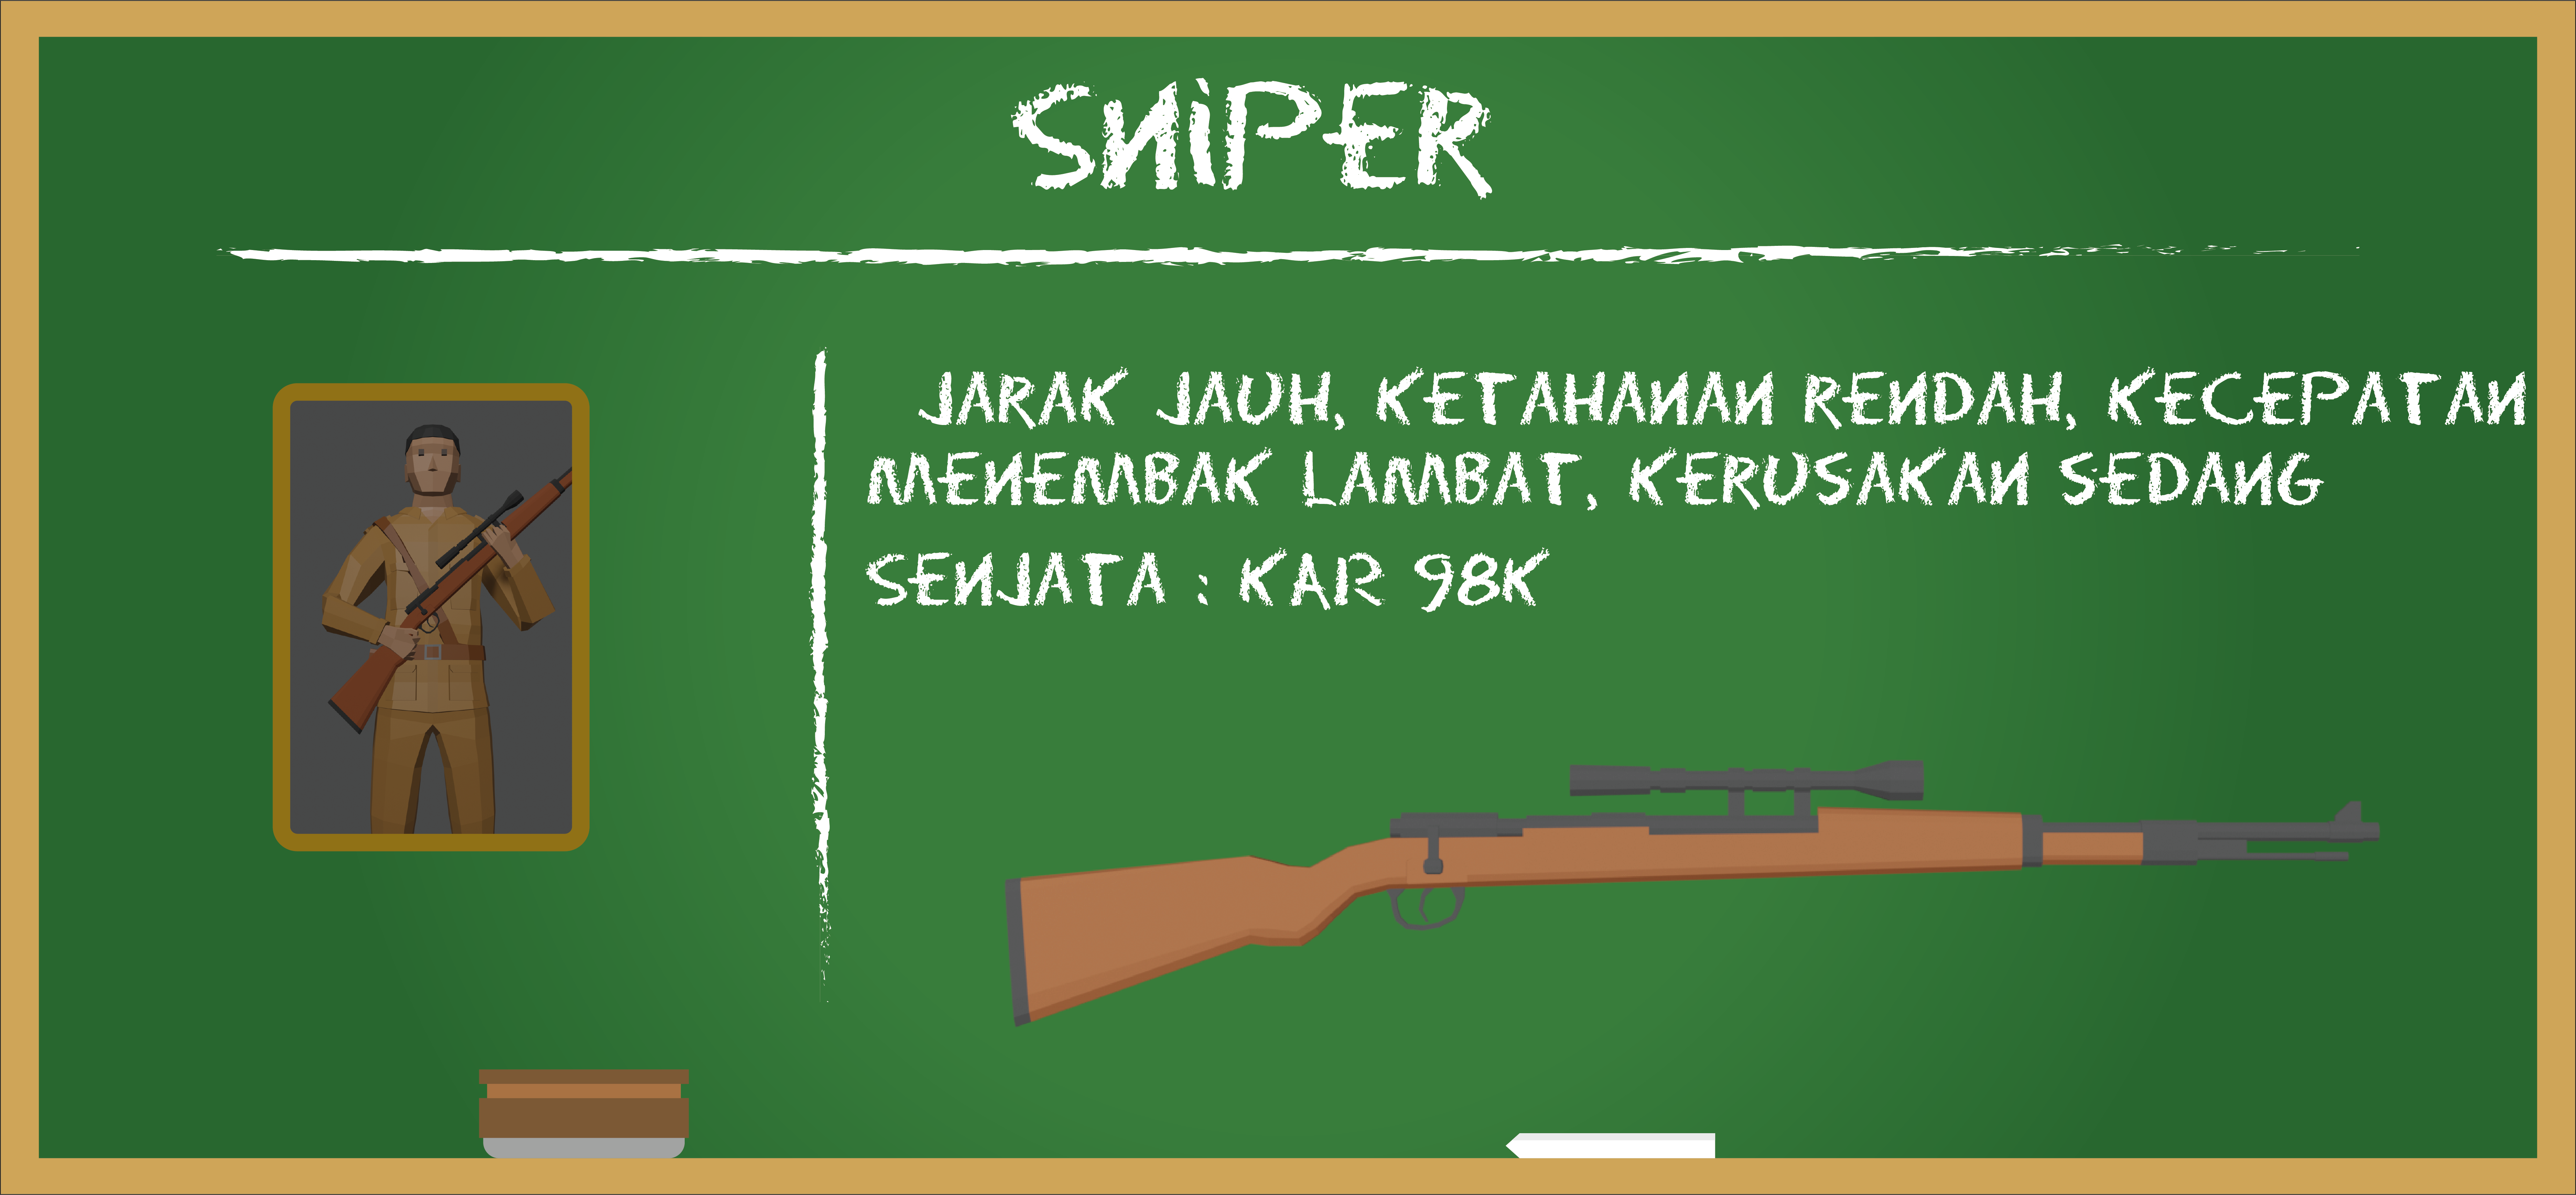 SNIPER
JARAK JAUH, KETAHANAN RENDAH, KECEPATAN
MENEMBAK LAMBAT, KERUSAKAN SEDANG
SENJATA : KAR 98K